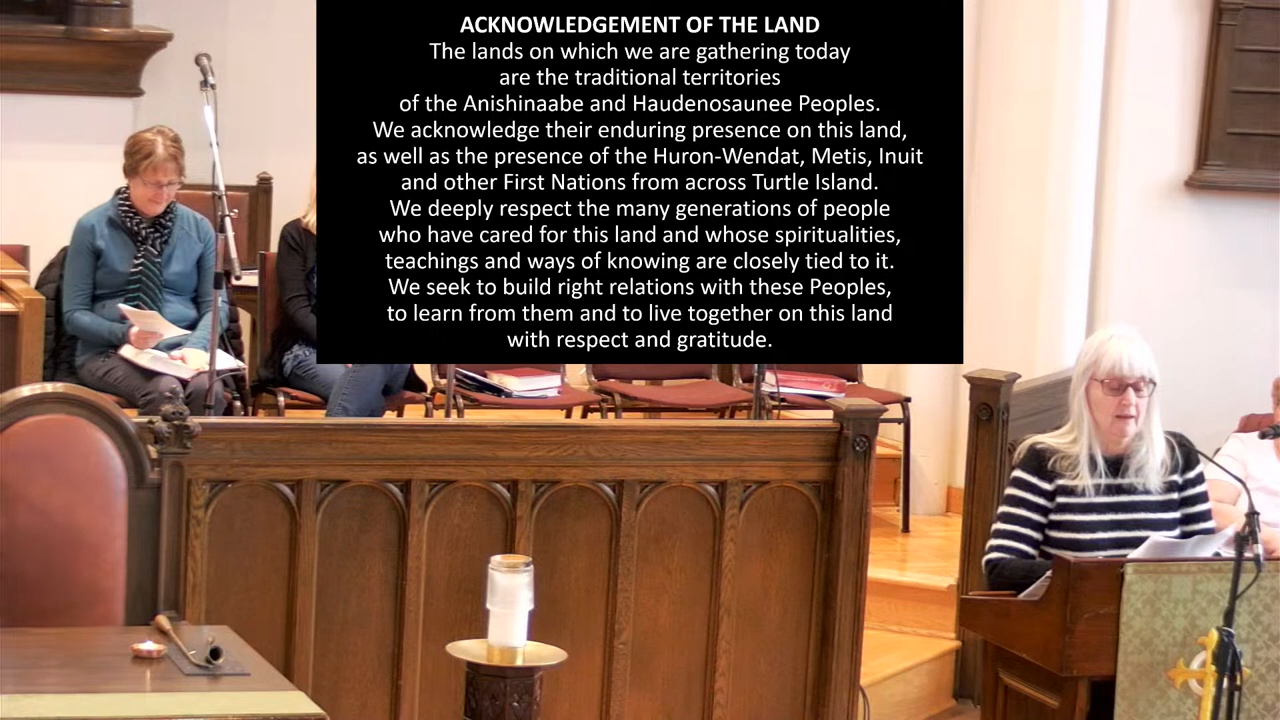 ACKNOWLEDGEMENT OF THE LAND
The lands on which we are gathering today
are the traditional territories
of the Anishinaabe and Haudenosaunee Peoples.
We acknowledge their enduring presence on this land,
as well as the presence of the Huron-Wendat, Metis, Inuit
and other First Nations from across Turtle Island.
We deeply respect the many generations of people
who have cared for this land and whose spiritualities,
teachings and ways of knowing are closely tied to it.
We seek to build right relations with these Peoples,
to learn from them and to live together on this land
with respect and gratitude.